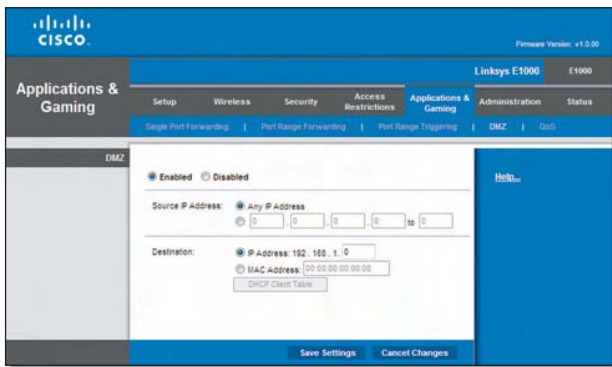 CISCO
Firmware Version: v1.0.00
Linksys E1000
E1000
Applications & Gaming
Setup
Wireless
Security
Access Restrictions
Applications & Gaming
Administration
Status
Single Port Forwarding | Port Range Forwarding | Port Range Triggering | DMZ | QoS
DMZ
Enabled Disabled
Help...
Source IP Address: Any IP Address
0 . 0 . 0 . 0 to 0
Destination: IP Address: 192 . 168 . 1. 0
MAC Address: 00:00:00:00:00:00
DHCP Client Table
Save Settings Cancel Changes